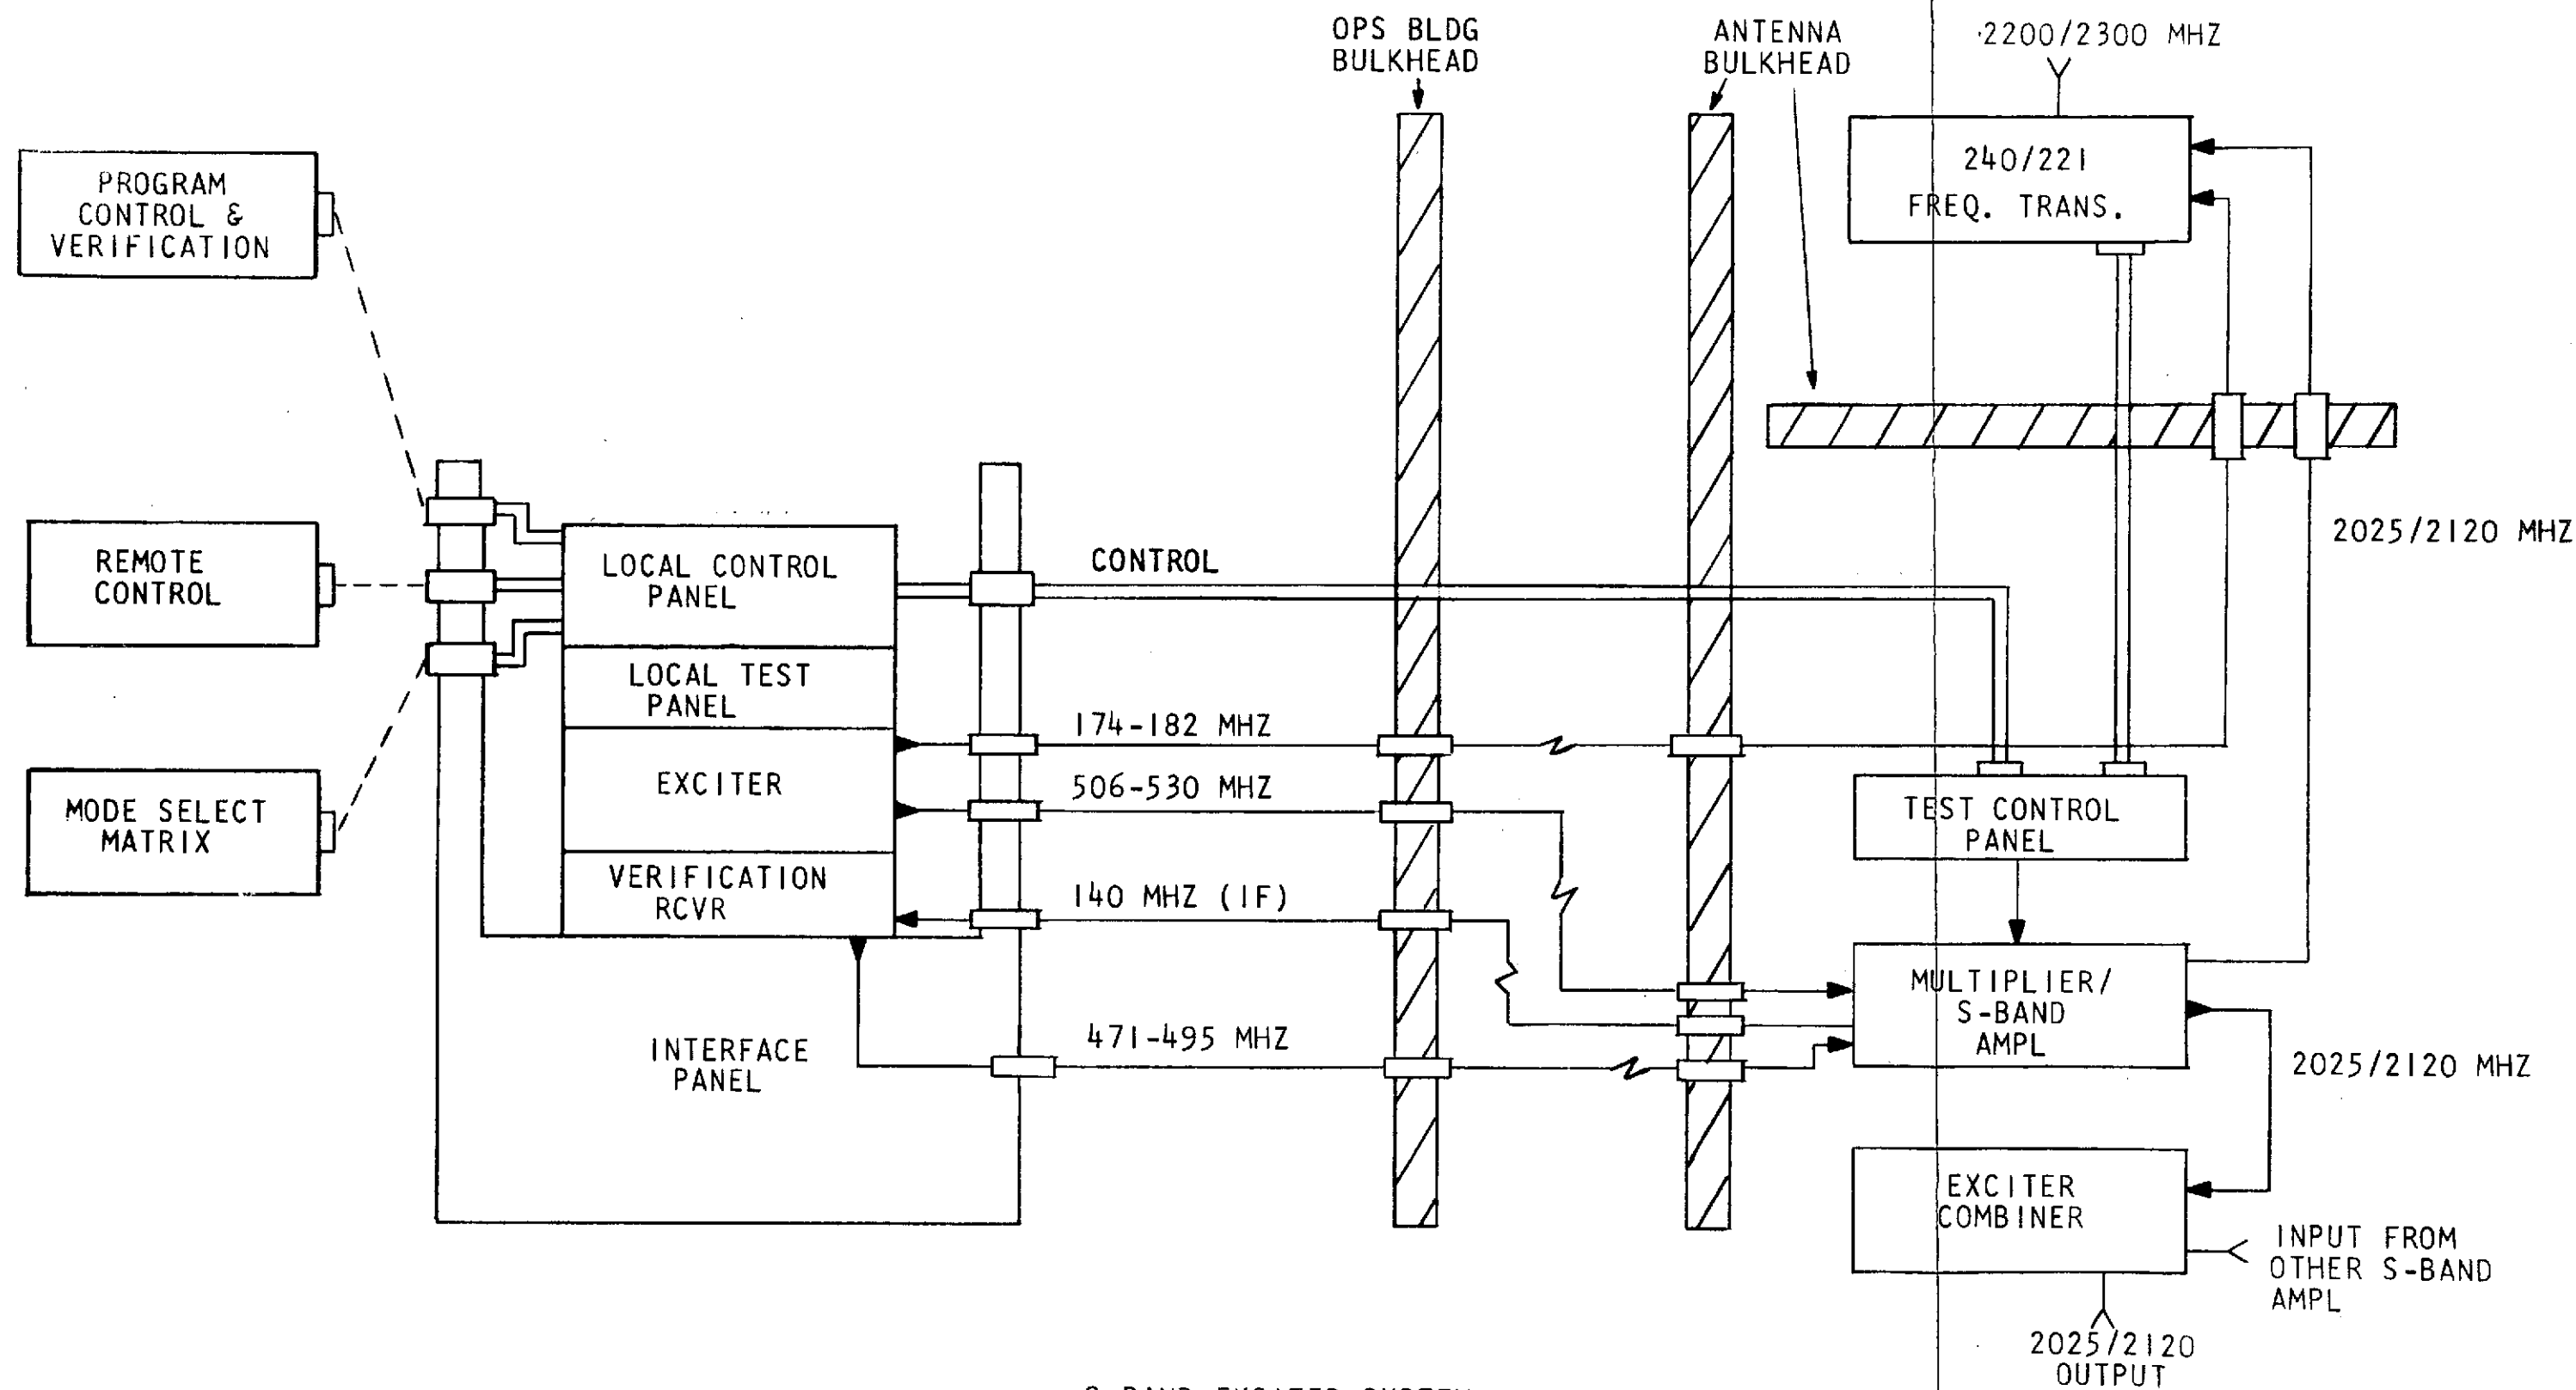 OPS BLDG
BULKHEAD
ANTENNA
BULKHEAD
2200/2300 MHZ
240/221
FREQ. TRANS.
PROGRAM
CONTROL &
VERIFICATION
2025/2120 MHZ
REMOTE
CONTROL
LOCAL CONTROL
PANEL
CONTROL
LOCAL TEST
PANEL
174-182 MHZ
EXCITER
506-530 MHZ
MODE SELECT
MATRIX
TEST CONTROL
PANEL
VERIFICATION
RCVR
140 MHZ (IF)
MULTIPLIER/
S-BAND
AMPL
INTERFACE
PANEL
471-495 MHZ
2025/2120 MHZ
EXCITER
COMBINER
INPUT FROM
OTHER S-BAND
AMPL
2025/2120
OUTPUT